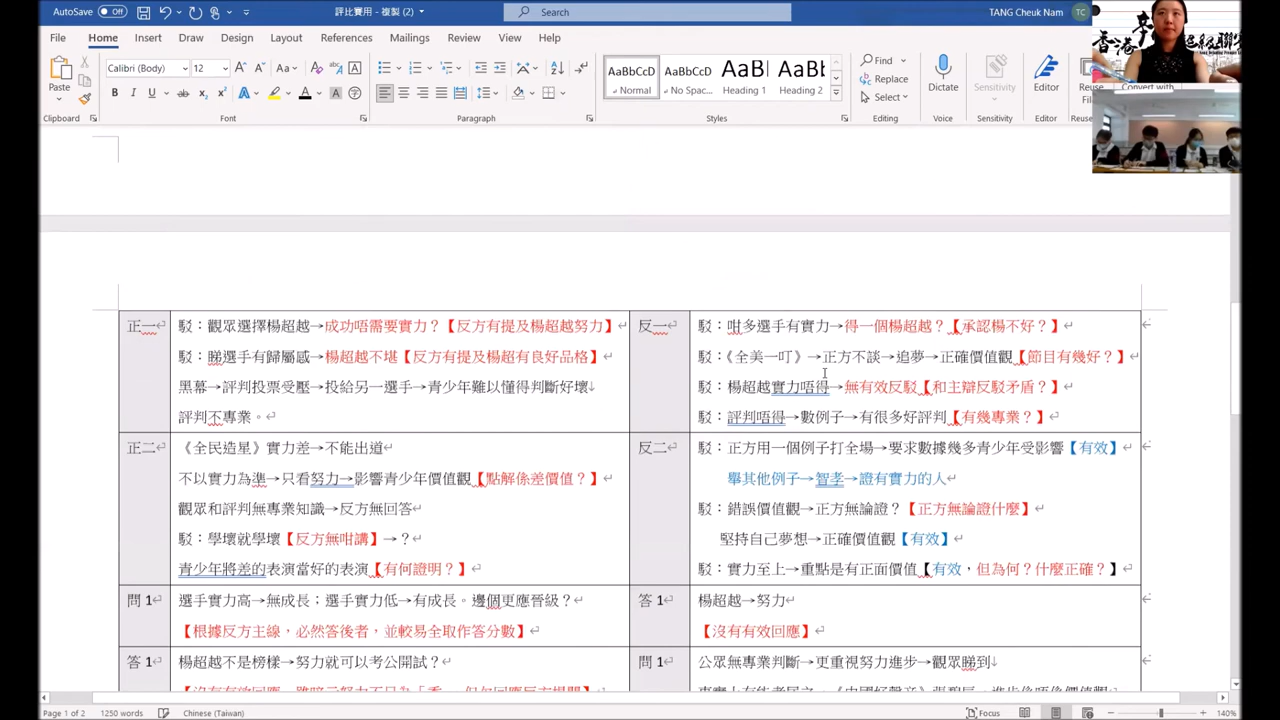 AutoSave Off 評比賽用 - 複製 (2) Search TANG Cheuk Nam TC
香港
超級聯賽
File Home Insert Draw Design Layout References Mailings Review View Help
Paste Calibri (Body) 12 AaBbCcD AaBbCcD AaB AaBb( Find Replace Select Dictate Sensitivity Editor Reuse Convert with
Normal No Spac... Heading 1 Heading 2
Clipboard Font Paragraph Styles Editing Voice Sensitivity Editor
正一 駁：觀眾選擇楊超越→成功唔需要實力？【反方有提及楊超越努力】
駁：睇選手有歸屬感→楊超越不堪【反方有提及楊超有良好品格】
黑幕→評判投票受壓→投給另一選手→青少年難以懂得判斷好壞
評判不專業。
反一 駁：咁多選手有實力→得一個楊超越？【承認楊不好？】
駁：《全美一叮》→正方不談→追夢→正確價值觀【節目有幾好？】
駁：楊超越實力唔得→無有效反駁【和主辯反駁矛盾？】
駁：評判唔得→數例子→有很多好評判【有幾專業？】
正二 《全民造星》實力差→不能出道
不以實力為準→只看努力→影響青少年價值觀【點解係差價值？】
觀眾和評判無專業知識→反方無回答
駁：學壞就學壞【反方無咁講】→？
青少年將差的表演當好的表演【有何證明？】
反二 駁：正方用一個例子打全場→要求數據幾多青少年受影響【有效】
舉其他例子→智孝→證有實力的人
駁：錯誤價值觀→正方無論證？【正方無論證什麼】
堅持自己夢想→正確價值觀【有效】
駁：實力至上→重點是有正面價值【有效，但為何？什麼正確？】
問 1 選手實力高→無成長；選手實力低→有成長。邊個更應晉級？
【根據反方主線，必然答後者，並較易全取作答分數】
答 1 楊超越→努力
【沒有有效回應】
答 1 楊超越不是榜樣→努力就可以考公開試？
問 1 公眾無專業判斷→更重視努力進步→觀眾睇到
Page 1 of 2 1250 words Chinese (Taiwan) Focus 140%